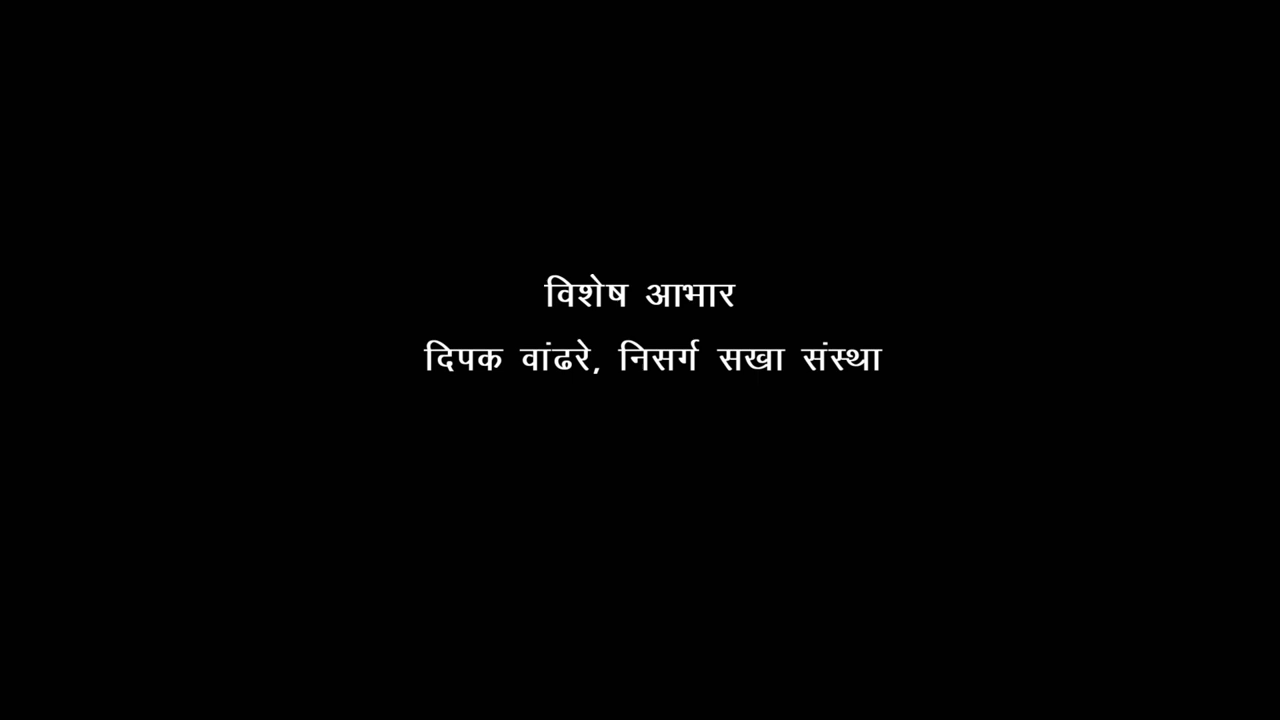 विशेष आभार
दिपक वांढरे, निसर्ग सखा संस्था